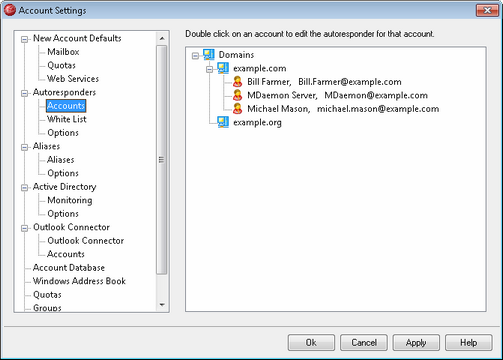 Account Settings
New Account Defaults
Mailbox
Quotas
Web Services
Autoresponders
Accounts
White List
Options
Aliases
Aliases
Options
Active Directory
Monitoring
Options
Outlook Connector
Outlook Connector
Accounts
Account Database
Windows Address Book
Quotas
Groups
Double click on an account to edit the autoresponder for that account.
Domains
example.com
Bill Farmer, Bill.Farmer@example.com
MDaemon Server, MDaemon@example.com
Michael Mason, michael.mason@example.com
example.org
Ok Cancel Apply Help